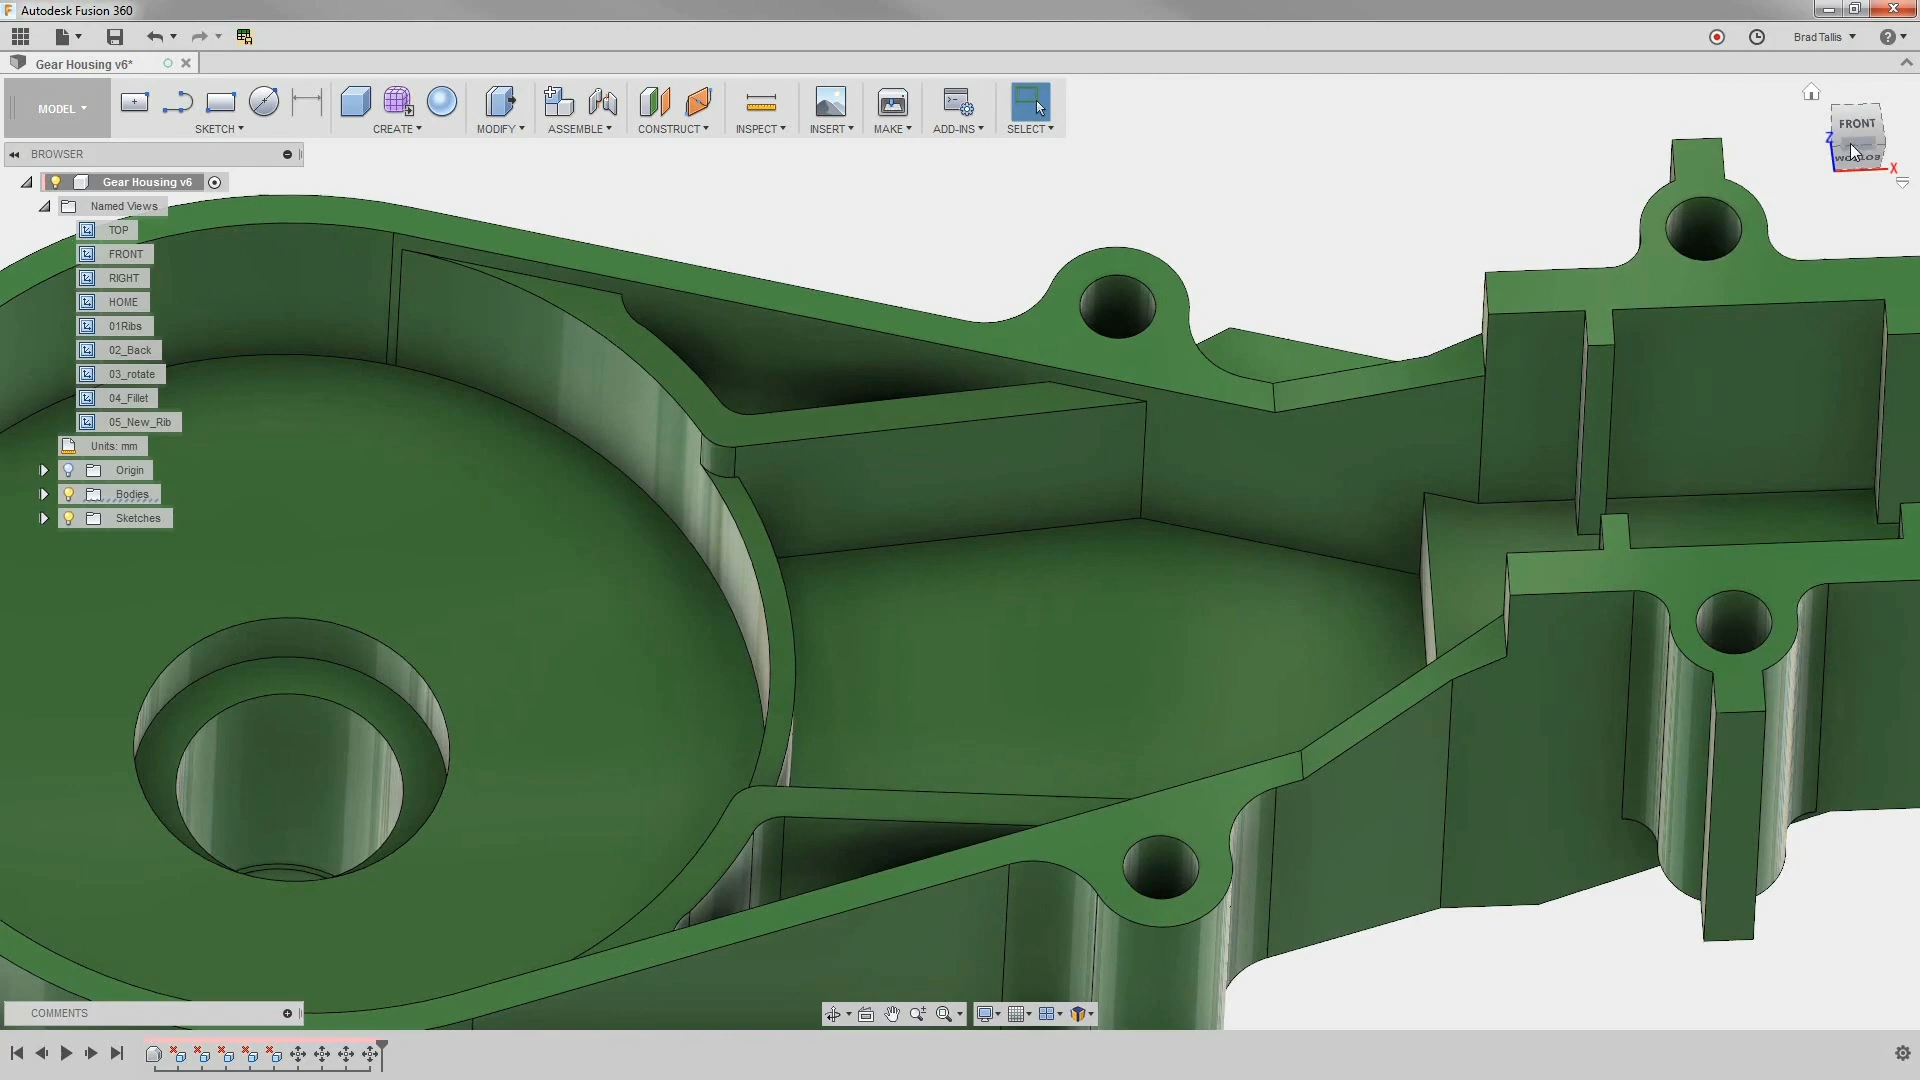 Autodesk Fusion 360
Brad Tallis
Gear Housing v6*
MODEL
SKETCH
CREATE
MODIFY
ASSEMBLE
CONSTRUCT
INSPECT
INSERT
MAKE
ADD-INS
SELECT
FRONT
BOTTOM
Z
X
BROWSER
Gear Housing v6
Named Views
TOP
FRONT
RIGHT
HOME
01Ribs
02_Back
03_rotate
04_Fillet
05_New_Rib
Units: mm
Origin
Bodies
Sketches
COMMENTS